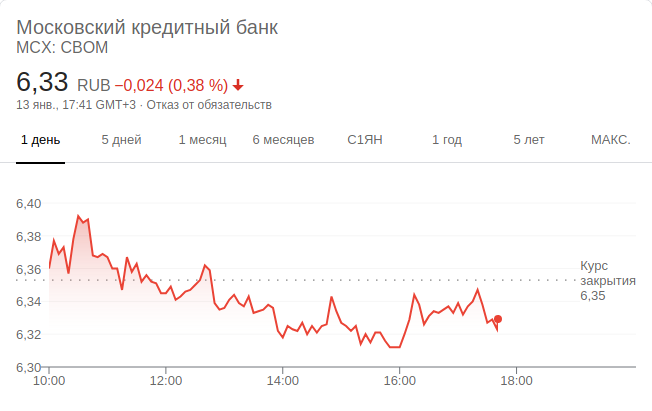 Московский кредитный банк
MCX: CBOM
6,33 RUB −0,024 (0,38 %)
13 янв., 17:41 GMT+3 · Отказ от обязательств
1 день 5 дней 1 месяц 6 месяцев С1ЯН 1 год 5 лет МАКС.
6,40
6,38
6,36
6,34
6,32
6,30
Курс
закрытия
6,35
10:00 12:00 14:00 16:00 18:00